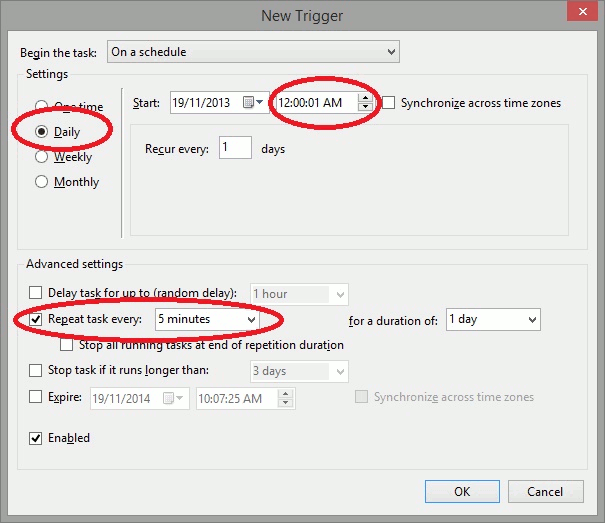 New Trigger
Begin the task: On a schedule
Settings
One time
Daily
Weekly
Monthly
Start: 19/11/2013 12:00:01 AM Synchronize across time zones
Recur every: 1 days
Advanced settings
Delay task for up to (random delay): 1 hour
Repeat task every: 5 minutes for a duration of: 1 day
Stop all running tasks at end of repetition duration
Stop task if it runs longer than: 3 days
Expire: 19/11/2014 10:07:25 AM Synchronize across time zones
Enabled
OK Cancel